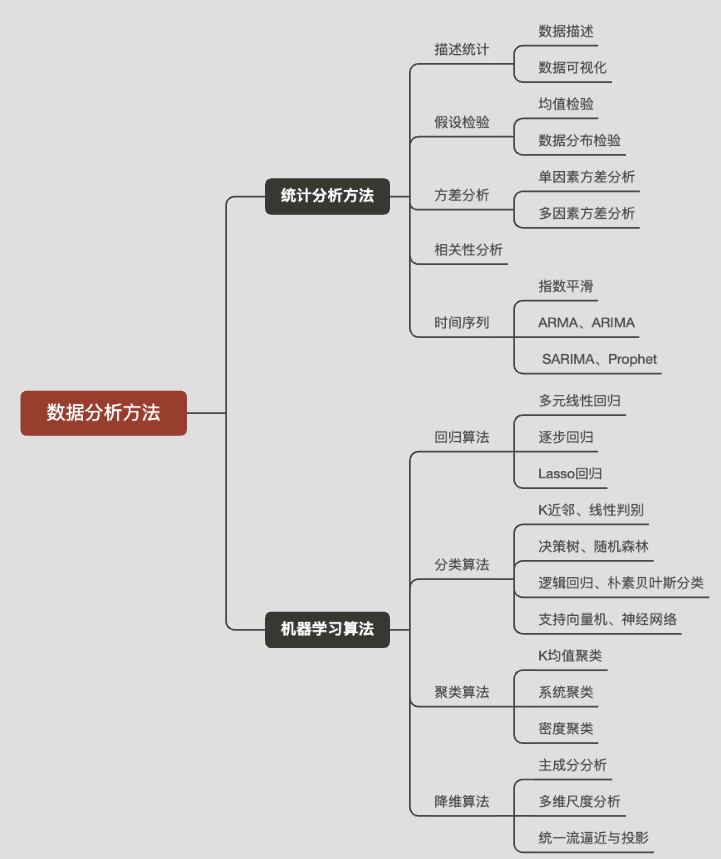 数据分析方法
统计分析方法
描述统计
数据描述
数据可视化
假设检验
均值检验
数据分布检验
方差分析
单因素方差分析
多因素方差分析
相关性分析
时间序列
指数平滑
ARMA、ARIMA
SARIMA、Prophet
机器学习算法
回归算法
多元线性回归
逐步回归
Lasso回归
分类算法
K近邻、线性判别
决策树、随机森林
逻辑回归、朴素贝叶斯分类
支持向量机、神经网络
聚类算法
K均值聚类
系统聚类
密度聚类
降维算法
主成分分析
多维尺度分析
统一流逼近与投影